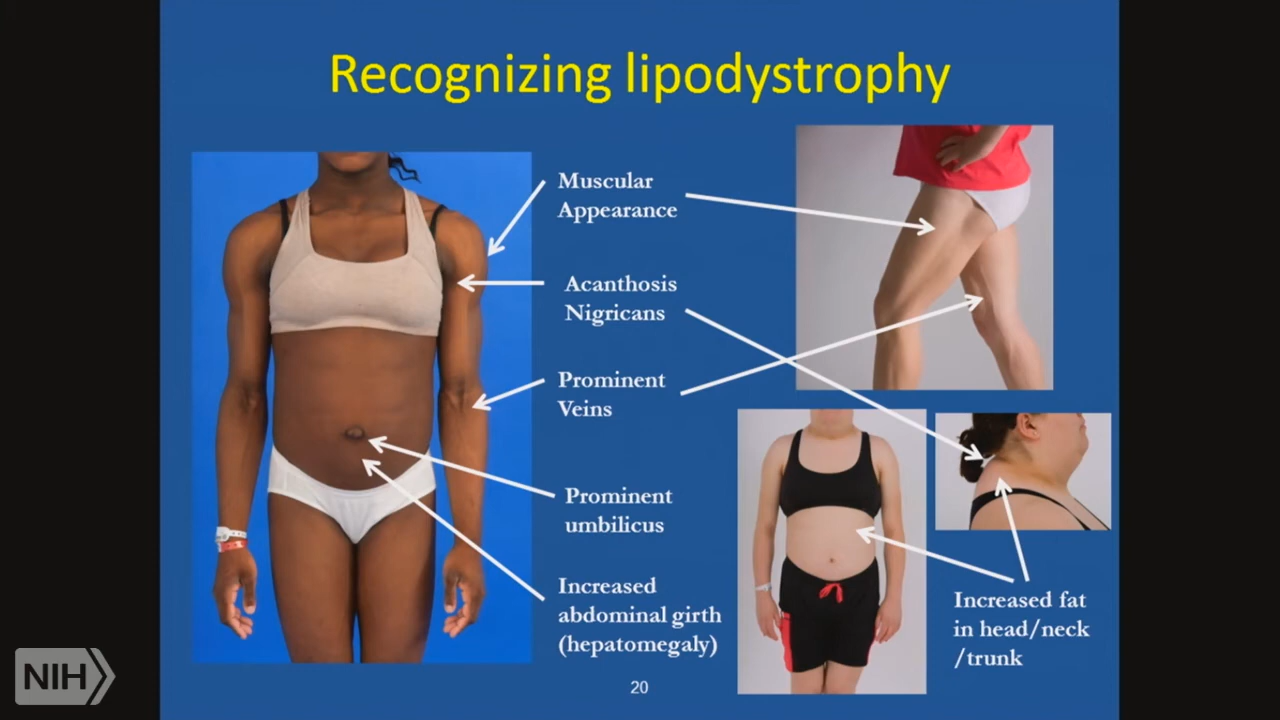 Recognizing lipodystrophy
Muscular
Appearance
Acanthosis
Nigricans
Prominent
Veins
Prominent
umbilicus
Increased
abdominal girth
(hepatomegaly)
Increased fat
in head/neck
/trunk
20
NIH